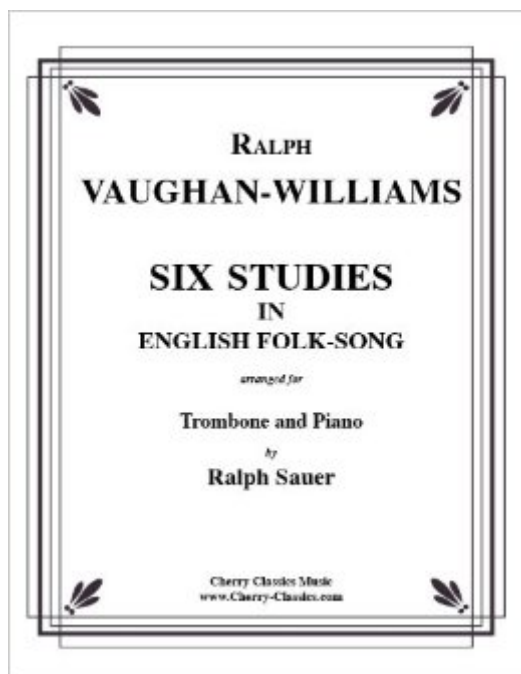 RALPH
VAUGHAN-WILLIAMS
SIX STUDIES
IN
ENGLISH FOLK-SONG
arranged for
Trombone and Piano
by
Ralph Sauer
Cherry Classics Music
www.Cherry-Classics.com